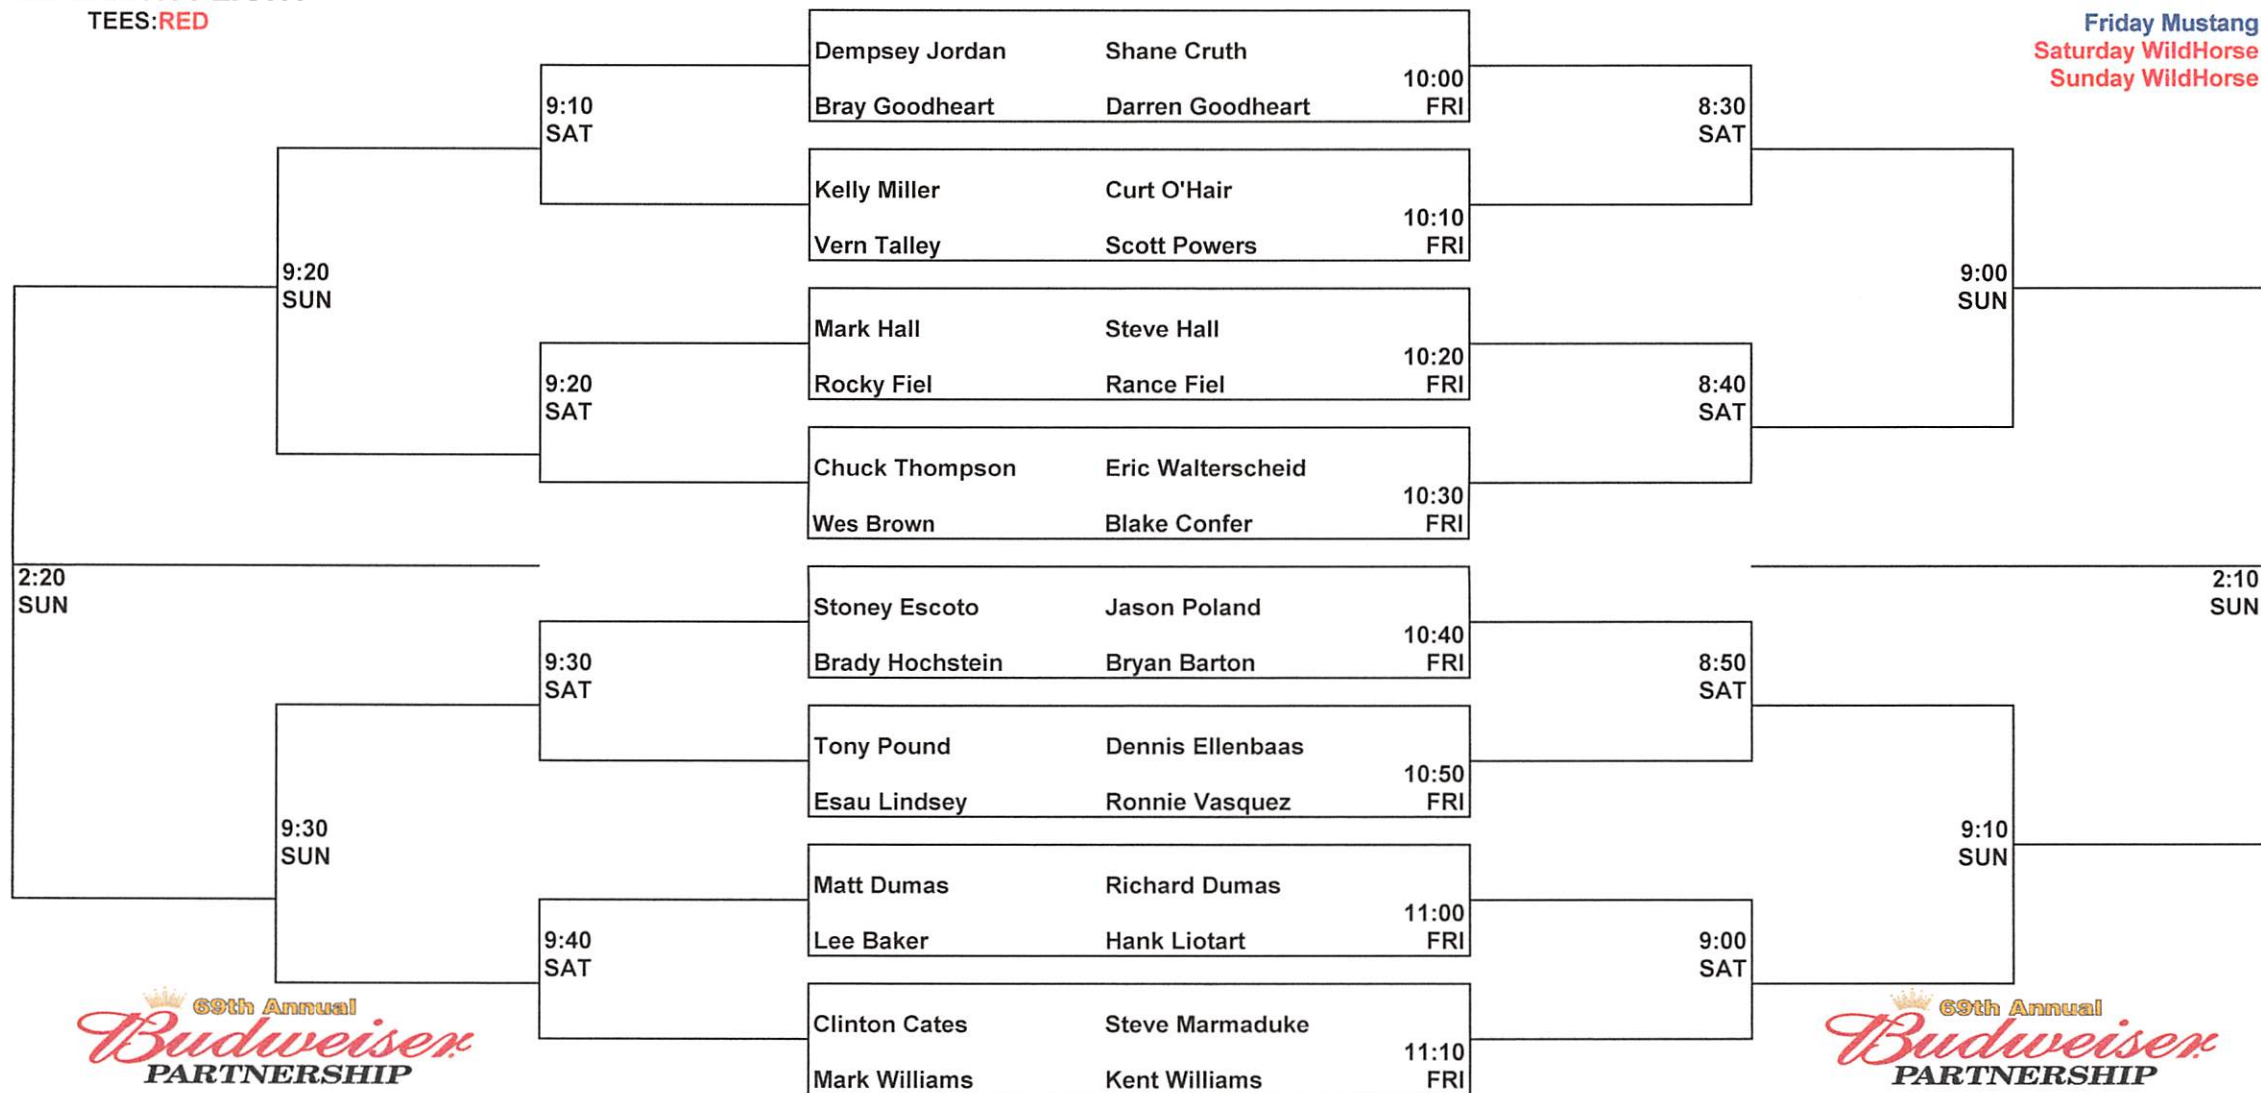 TEES:RED
Friday Mustang
Saturday WildHorse
Sunday WildHorse
Dempsey Jordan Shane Cruth
10:00
Bray Goodheart Darren Goodheart FRI
9:10
SAT
8:30
SAT
Kelly Miller Curt O'Hair
10:10
Vern Talley Scott Powers FRI
9:20
SUN
9:00
SUN
Mark Hall Steve Hall
10:20
Rocky Fiel Rance Fiel FRI
9:20
SAT
8:40
SAT
Chuck Thompson Eric Walterscheid
10:30
Wes Brown Blake Confer FRI
2:20
SUN
2:10
SUN
Stoney Escoto Jason Poland
10:40
Brady Hochstein Bryan Barton FRI
9:30
SAT
8:50
SAT
Tony Pound Dennis Ellenbaas
10:50
Esau Lindsey Ronnie Vasquez FRI
9:30
SUN
9:10
SUN
Matt Dumas Richard Dumas
11:00
Lee Baker Hank Liotart FRI
9:40
SAT
9:00
SAT
Clinton Cates Steve Marmaduke
11:10
Mark Williams Kent Williams FRI
69th Annual
Budweiser
PARTNERSHIP
69th Annual
Budweiser
PARTNERSHIP